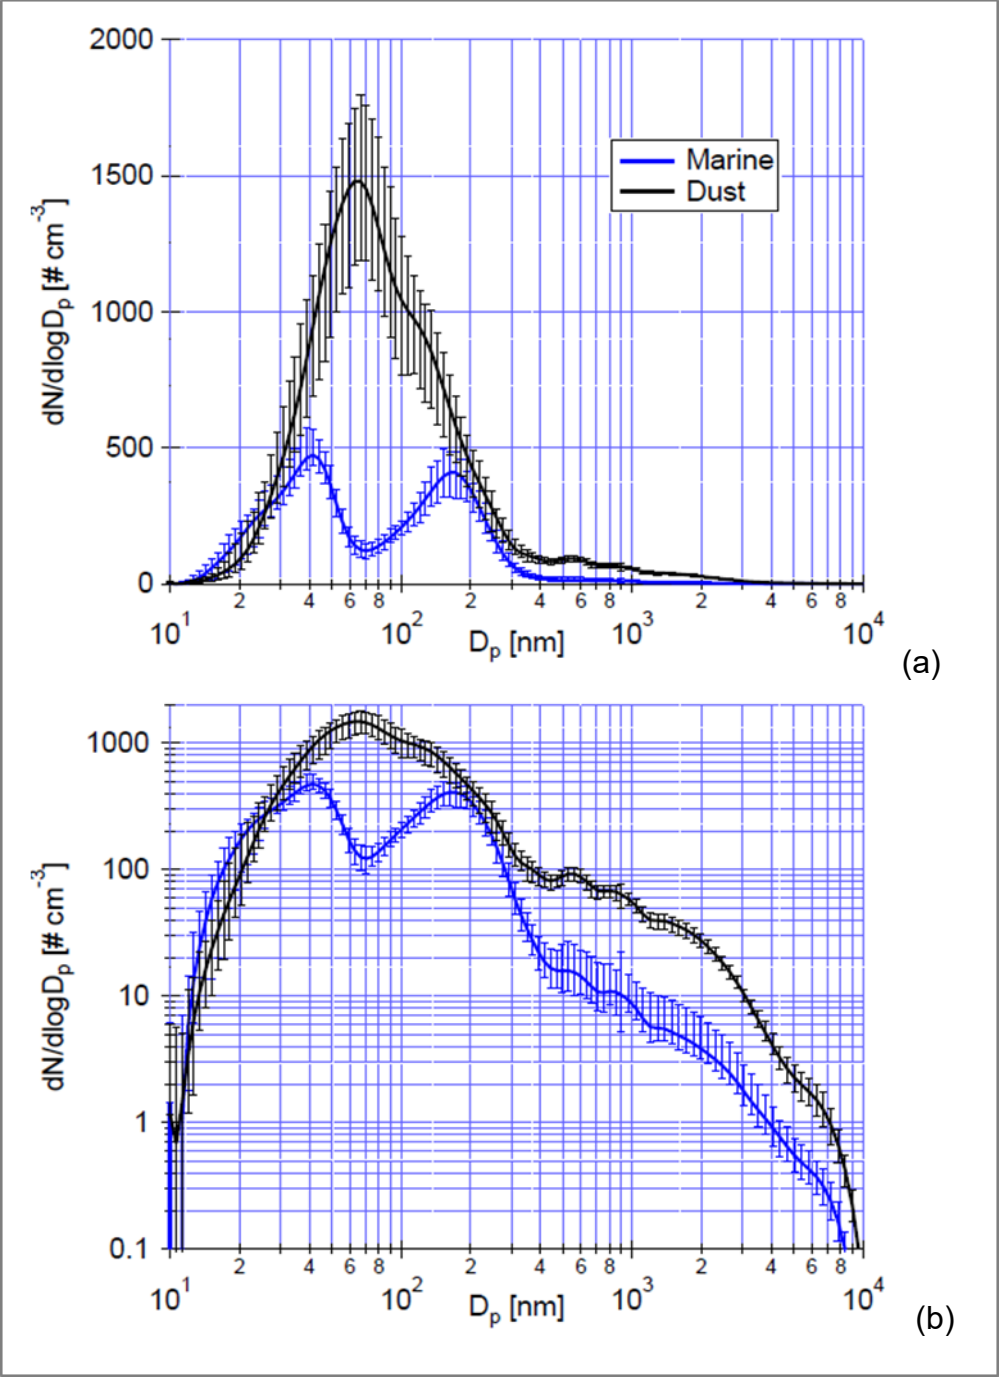 2000
1500
1000
500
0
dN/dlogDp [# cm-3]
Marine
Dust
2 4 6 8 2 4 6 8 2 4 6 8
10¹ 10² 10³ 10⁴
Dp [nm]
(a)
1000
100
10
1
0.1
dN/dlogDp [# cm-3]
2 4 6 8 2 4 6 8 2 4 6 8
10¹ 10² 10³ 10⁴
Dp [nm]
(b)